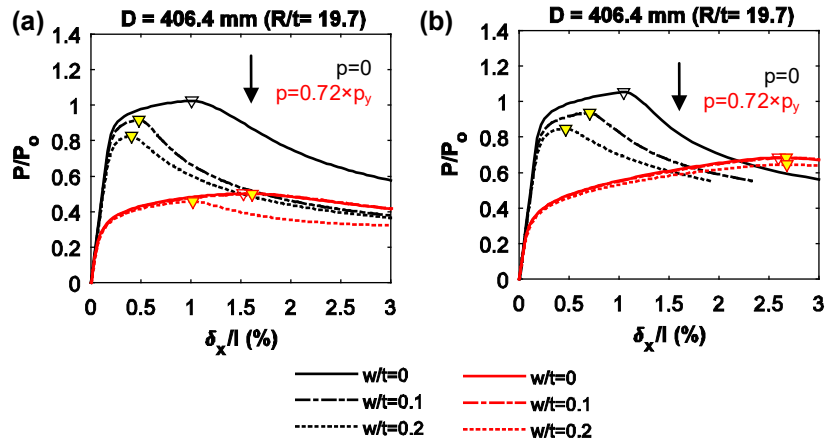 (a)
D = 406.4 mm (R/t= 19.7)
1.4
1.2
1
0.8
0.6
0.4
0.2
0
P/Pₒ
p=0
p=0.72×pᵧ
0
0.5
1
1.5
2
2.5
3
δₓ/l (%)
(b)
D = 406.4 mm (R/t= 19.7)
1.4
1.2
1
0.8
0.6
0.4
0.2
0
P/Pₒ
p=0
p=0.72×pᵧ
0
0.5
1
1.5
2
2.5
3
δₓ/l (%)
w/t=0
w/t=0.1
w/t=0.2
w/t=0
w/t=0.1
w/t=0.2